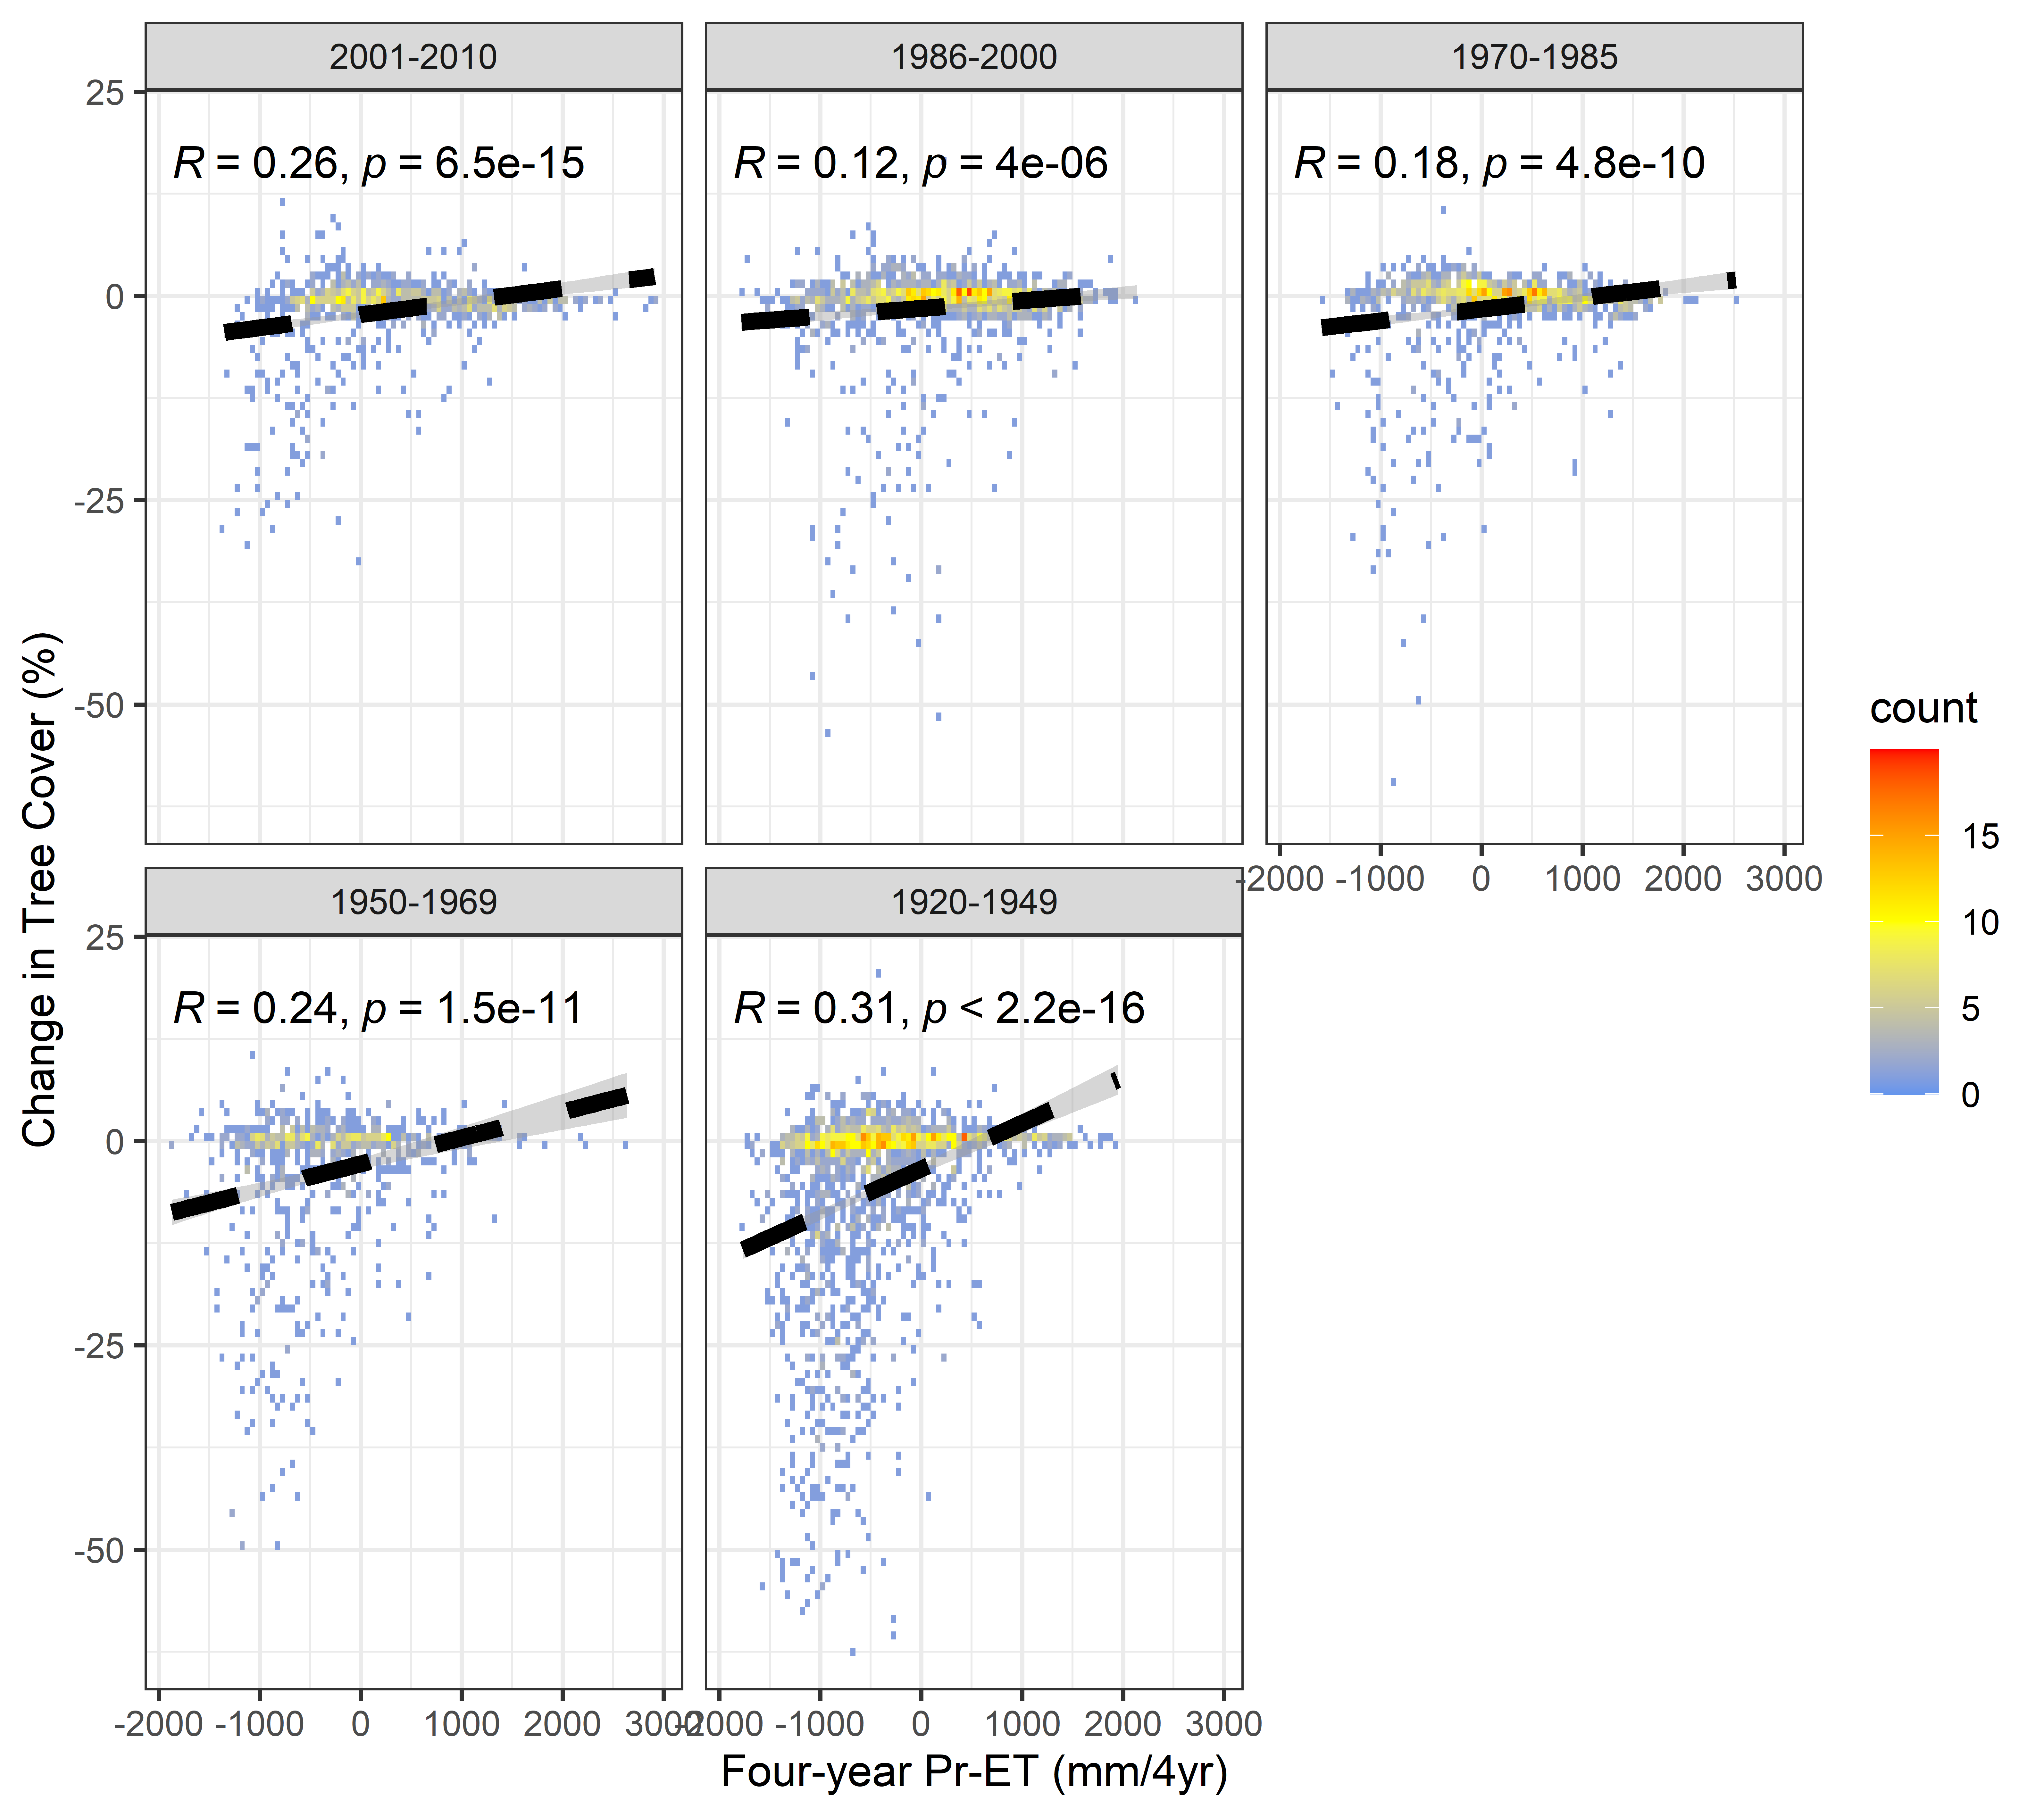 2001-2010
1986-2000
1970-1985
25
0
-25
-50
R = 0.26, p = 6.5e-15
R = 0.12, p = 4e-06
R = 0.18, p = 4.8e-10
-2000 -1000 0 1000 2000 3000
1950-1969
1920-1949
25
0
-25
-50
R = 0.24, p = 1.5e-11
R = 0.31, p < 2.2e-16
-2000 -1000 0 1000 2000 3000
-2000 -1000 0 1000 2000 3000
Four-year Pr-ET (mm/4yr)
Change in Tree Cover (%)
count
15
10
5
0